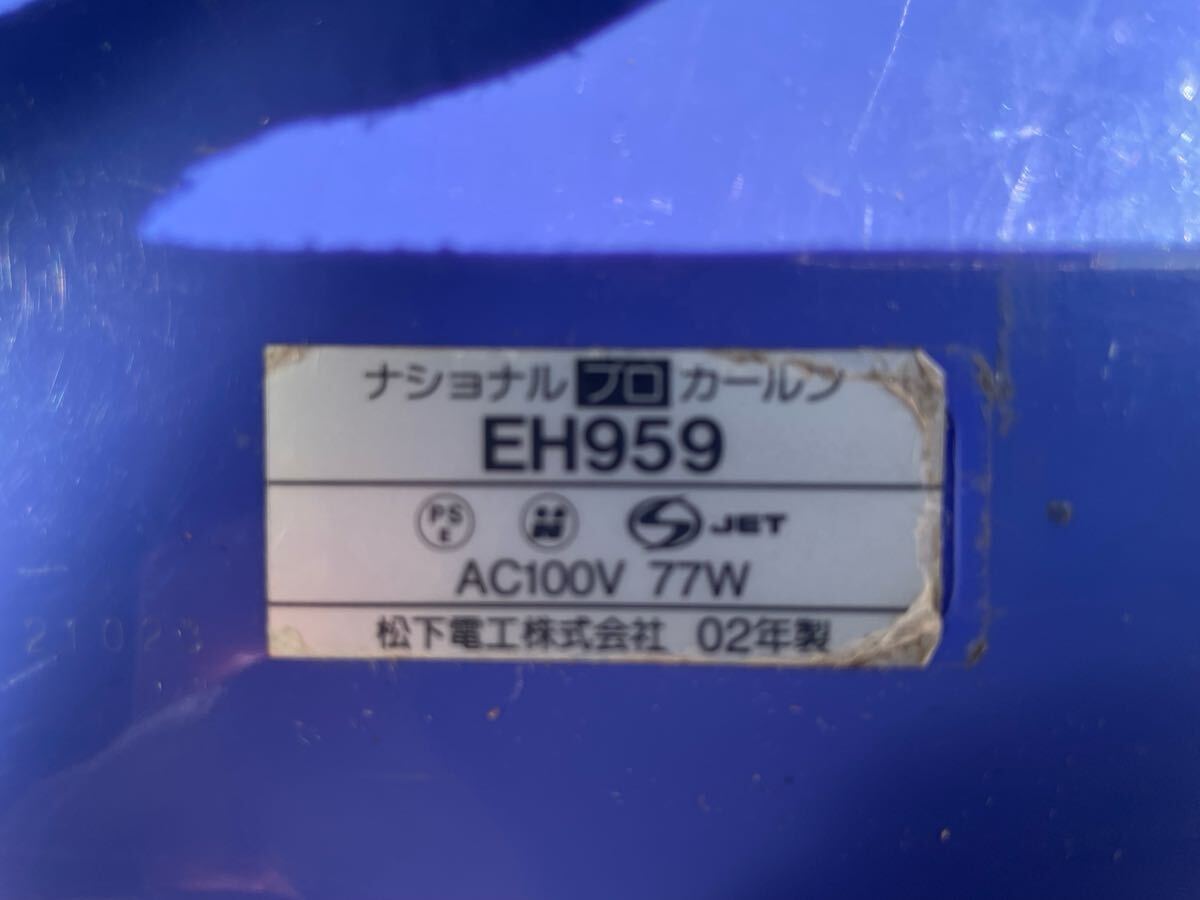 ナショナル プロ カールン
EH959
PS E JET
AC100V 77W
松下電工株式会社 02年製
21023